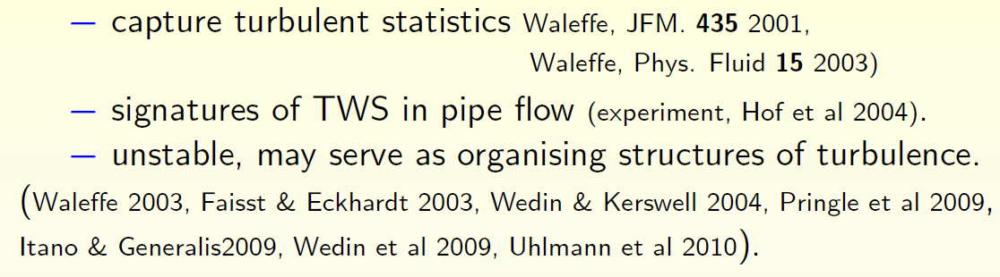 – capture turbulent statistics Waleffe, JFM. 435 2001,
Waleffe, Phys. Fluid 15 2003)
– signatures of TWS in pipe flow (experiment, Hof et al 2004).
– unstable, may serve as organising structures of turbulence.
(Waleffe 2003, Faisst & Eckhardt 2003, Wedin & Kerswell 2004, Pringle et al 2009,
Itano & Generalis2009, Wedin et al 2009, Uhlmann et al 2010).